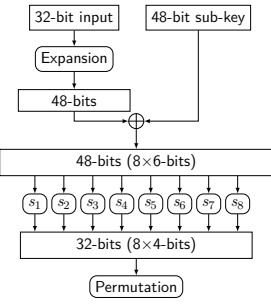 32-bit input
48-bit sub-key
Expansion
48-bits
48-bits (8×6-bits)
s1 s2 s3 s4 s5 s6 s7 s8
32-bits (8×4-bits)
Permutation